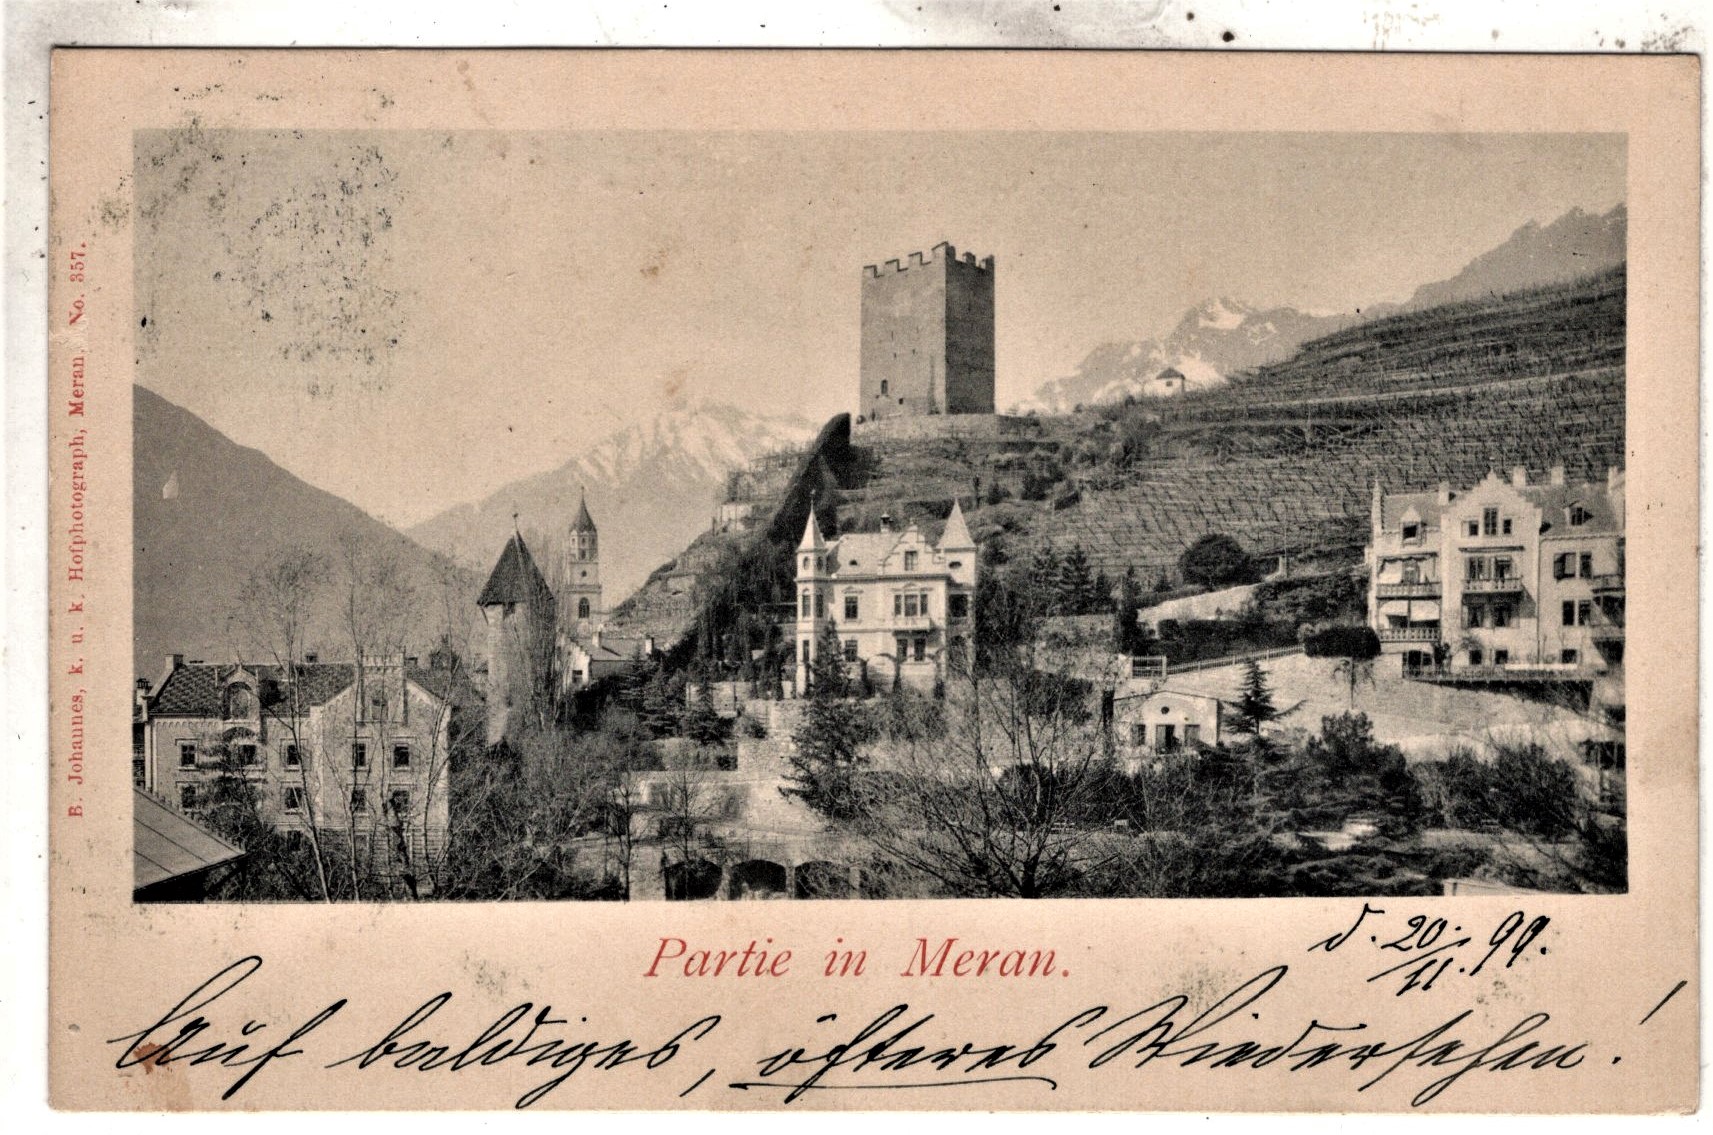 B. Johannes, k. u. k. Hofphotograph, Meran, No. 357.
Partie in Meran.
d. 20./11. 99.
Auf baldiges, öfteres Wiedersehen!